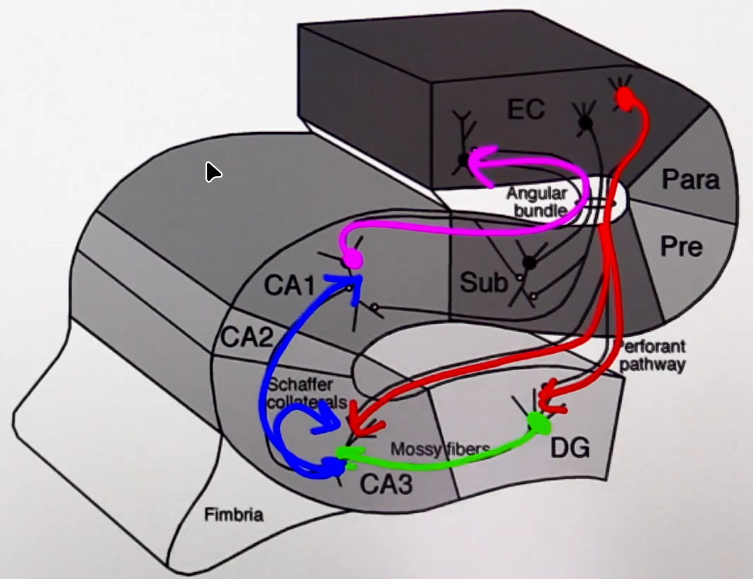 EC
Para
Angular
bundle
Pre
CA1
Sub
CA2
Perforant
pathway
Schaffer
collaterals
Mossy fibers
DG
CA3
Fimbria